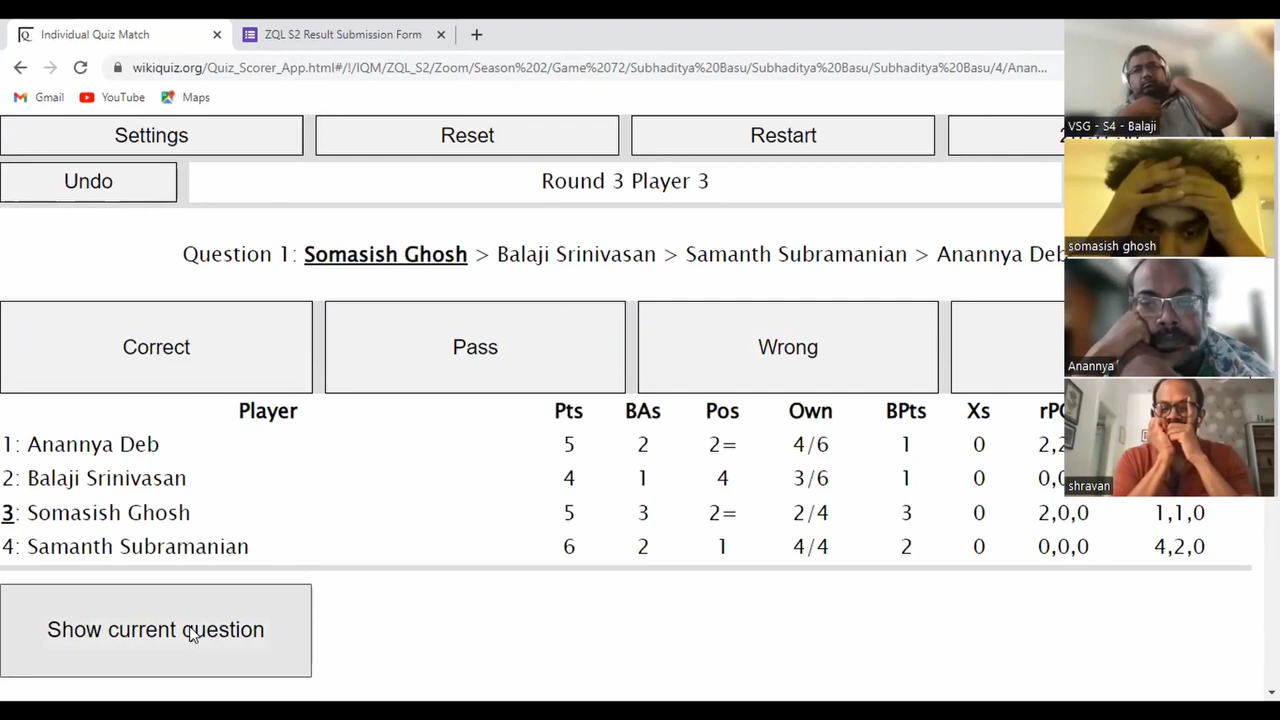 Individual Quiz Match
ZQL S2 Result Submission Form
wikiquiz.org/Quiz_Scorer_App.html#/I/IQM/ZQL_S2/Zoom/Season%202/Game%2072/Subhaditya%20Basu/Subhaditya%20Basu/Subhaditya%20Basu/4/Anan...
Gmail YouTube Maps
Settings Reset Restart
Undo Round 3 Player 3
Question 1: Somasish Ghosh > Balaji Srinivasan > Samanth Subramanian > Anannya Deb
Correct Pass Wrong
Player Pts BAs Pos Own BPts Xs
1: Anannya Deb 5 2 2= 4/6 1 0
2: Balaji Srinivasan 4 1 4 3/6 1 0
3: Somasish Ghosh 5 3 2= 2/4 3 0 2,0,0 1,1,0
4: Samanth Subramanian 6 2 1 4/4 2 0 0,0,0 4,2,0
Show current question
VSG - S4 - Balaji
somasish ghosh
Anannya
shravan